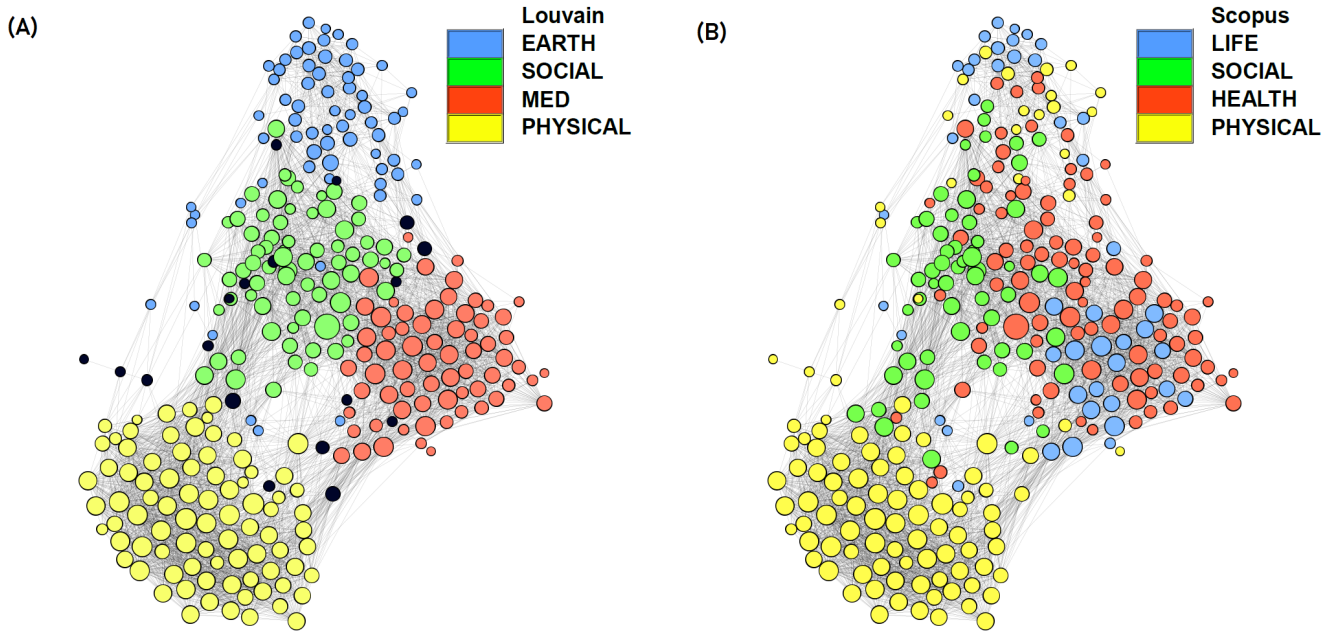 (A)
Louvain
EARTH
SOCIAL
MED
PHYSICAL
(B)
Scopus
LIFE
SOCIAL
HEALTH
PHYSICAL